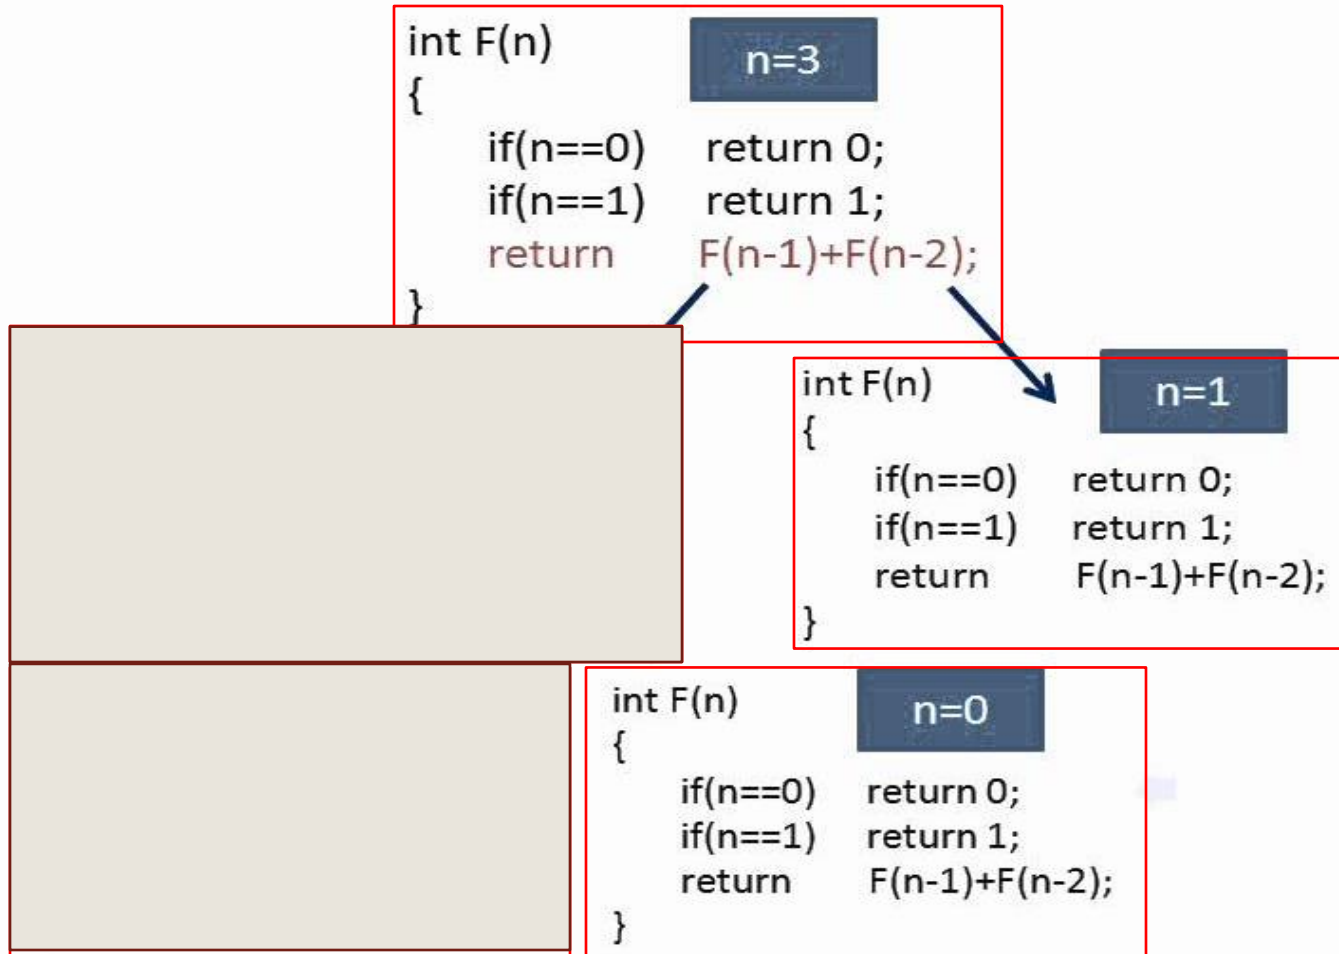 int F(n)
n=3
{
if(n==0) return 0;
if(n==1) return 1;
return F(n-1)+F(n-2);
}
int F(n)
n=1
{
if(n==0) return 0;
if(n==1) return 1;
return F(n-1)+F(n-2);
}
int F(n)
n=0
{
if(n==0) return 0;
if(n==1) return 1;
return F(n-1)+F(n-2);
}